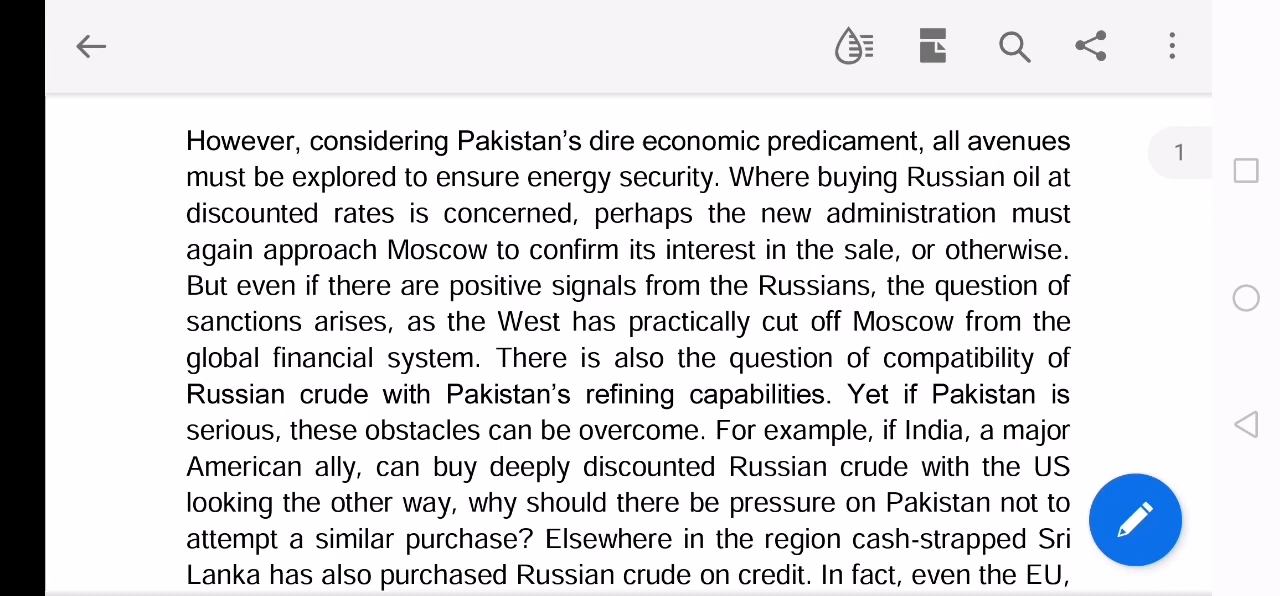 However, considering Pakistan’s dire economic predicament, all avenues
must be explored to ensure energy security. Where buying Russian oil at
discounted rates is concerned, perhaps the new administration must
again approach Moscow to confirm its interest in the sale, or otherwise.
But even if there are positive signals from the Russians, the question of
sanctions arises, as the West has practically cut off Moscow from the
global financial system. There is also the question of compatibility of
Russian crude with Pakistan’s refining capabilities. Yet if Pakistan is
serious, these obstacles can be overcome. For example, if India, a major
American ally, can buy deeply discounted Russian crude with the US
looking the other way, why should there be pressure on Pakistan not to
attempt a similar purchase? Elsewhere in the region cash-strapped Sri
Lanka has also purchased Russian crude on credit. In fact, even the EU,
1